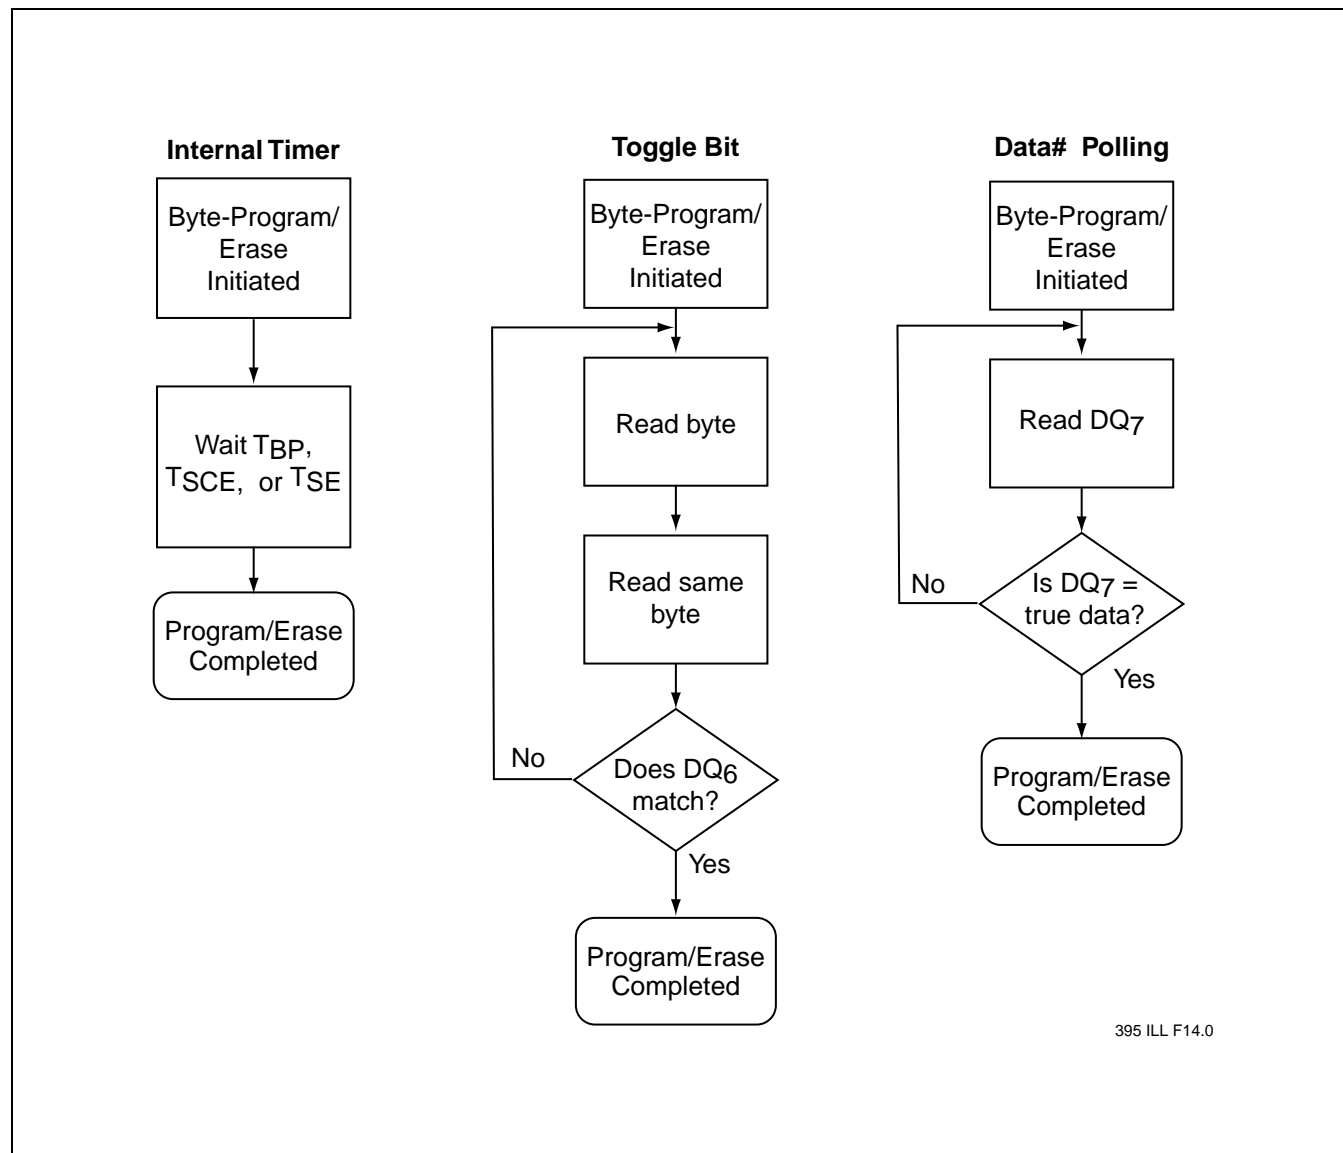 Internal Timer
Byte-Program/
Erase
Initiated
Wait TBP,
TSCE, or TSE
Program/Erase
Completed
Toggle Bit
Byte-Program/
Erase
Initiated
Read byte
Read same
byte
Does DQ6
match?
No
Yes
Program/Erase
Completed
Data# Polling
Byte-Program/
Erase
Initiated
Read DQ7
Is DQ7 =
true data?
No
Yes
Program/Erase
Completed
395 ILL F14.0